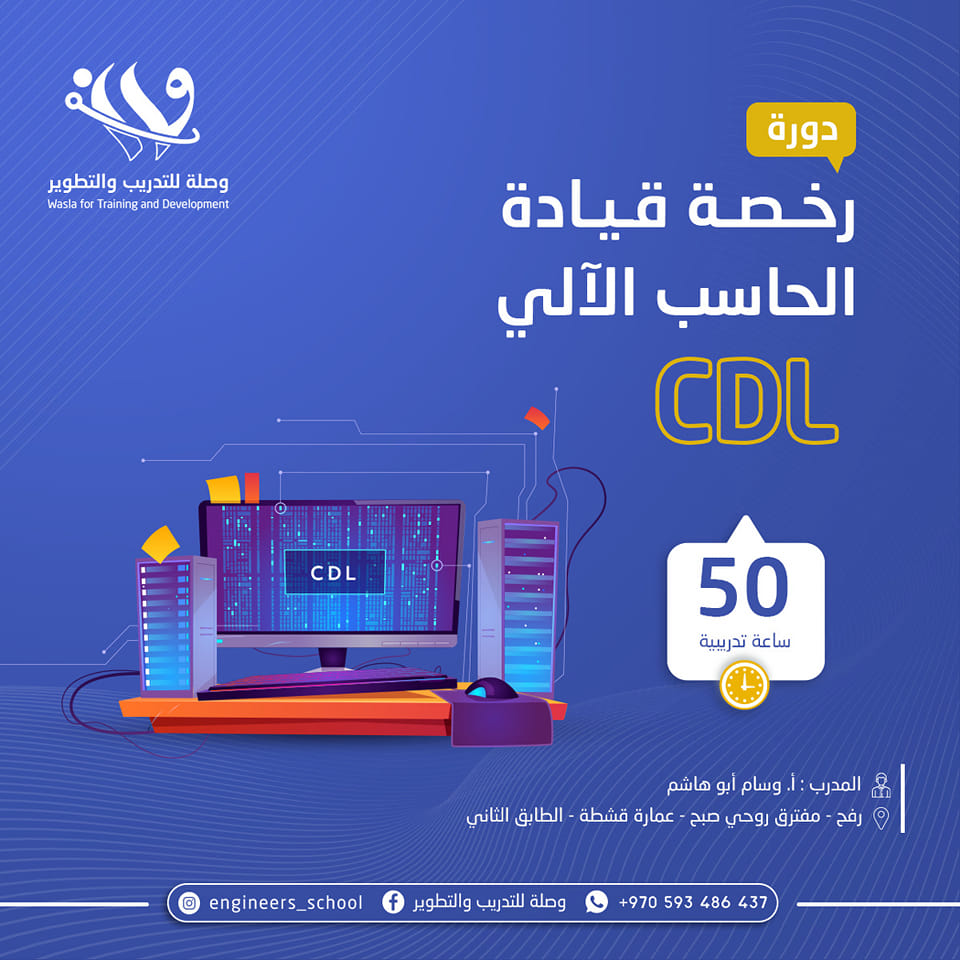 وصلة
وصلة للتدريب والتطوير
Wasla for Training and Development
دورة
رخصة قيادة
الحاسب الآلي
CDL
CDL
50
ساعة تدريبية
المدرب : أ. وسام أبو هاشم
رفح - مفترق روحي صبح - عمارة قشطة - الطابق الثاني
engineers_school وصلة للتدريب والتطوير +970 593 486 437